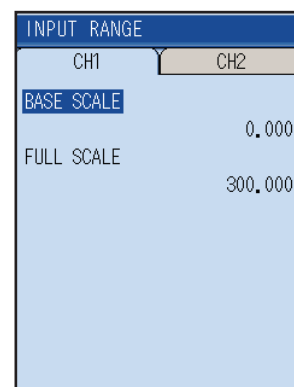 INPUT RANGE
CH1 CH2
BASE SCALE
0.000
FULL SCALE
300.000